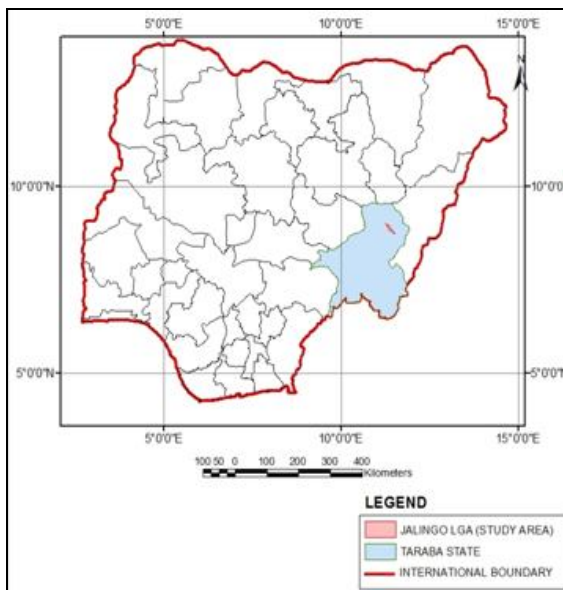 5°0'0"E 10°0'0"E 15°0'0"E
N
10°0'0"N 10°0'0"N
5°0'0"N 5°0'0"N
5°0'0"E 10°0'0"E 15°0'0"E
100 50 0 100 200 300 400
Kilometers
LEGEND
JALINGO LGA (STUDY AREA)
TARABA STATE
INTERNATIONAL BOUNDARY